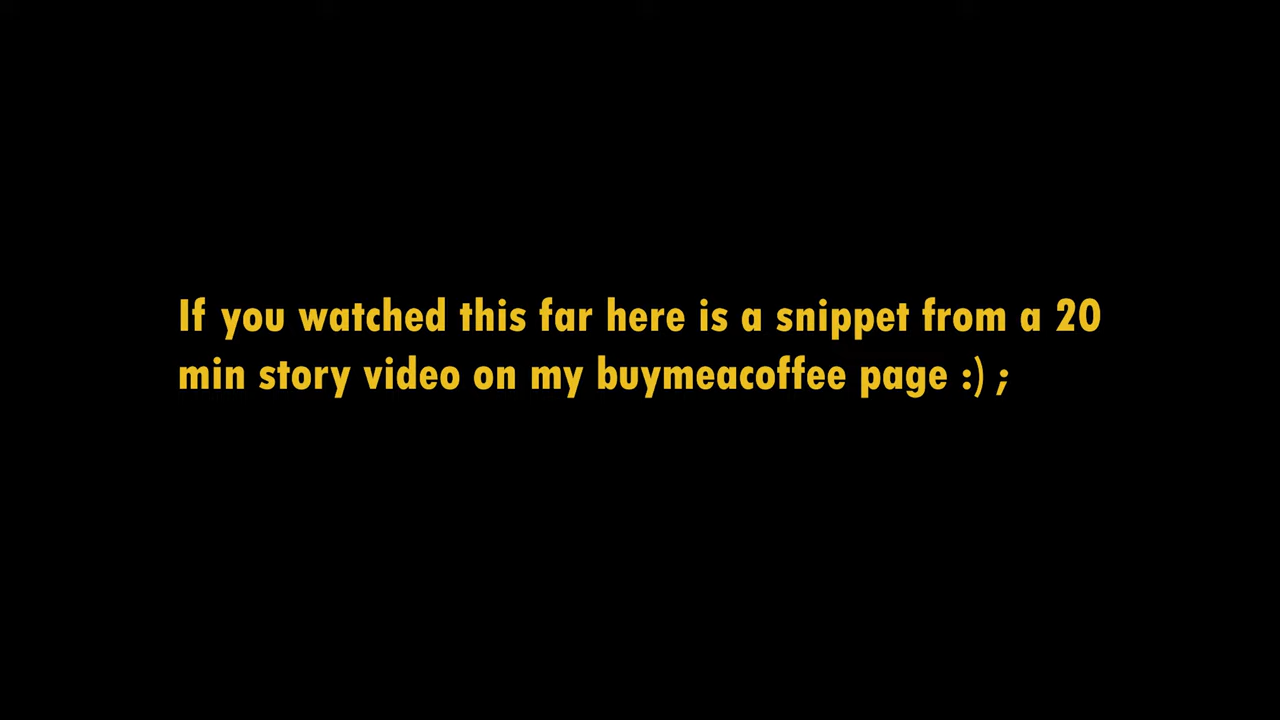 If you watched this far here is a snippet from a 20
min story video on my buymeacoffee page :) ;